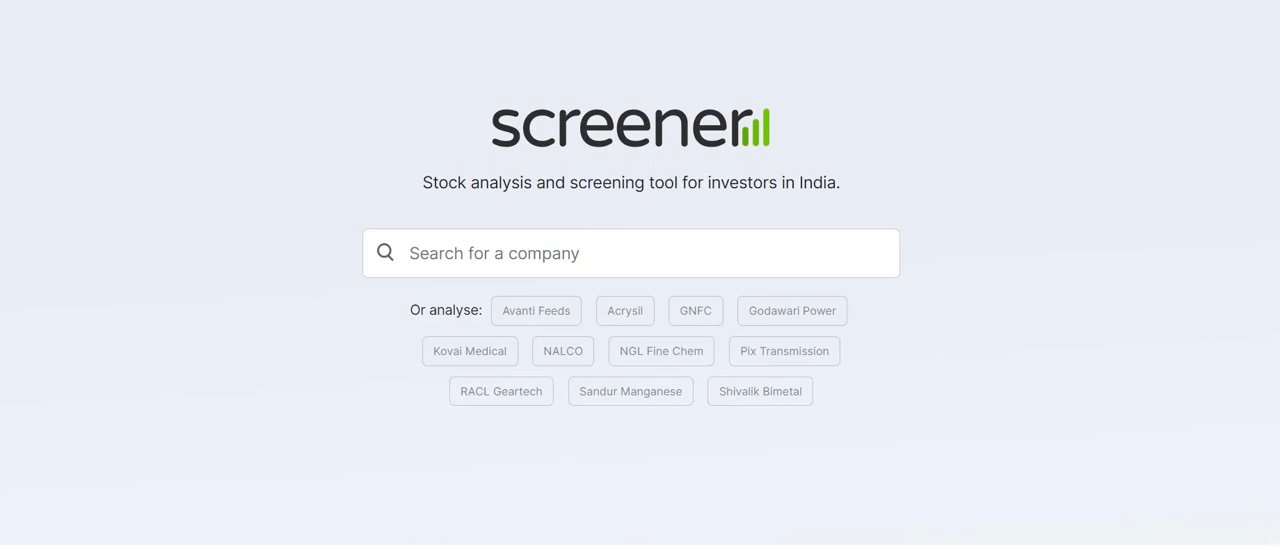 screener
Stock analysis and screening tool for investors in India.
Search for a company
Or analyse: Avanti Feeds Acrysil GNFC Godawari Power
Kovai Medical NALCO NGL Fine Chem Pix Transmission
RACL Geartech Sandur Manganese Shivalik Bimetal